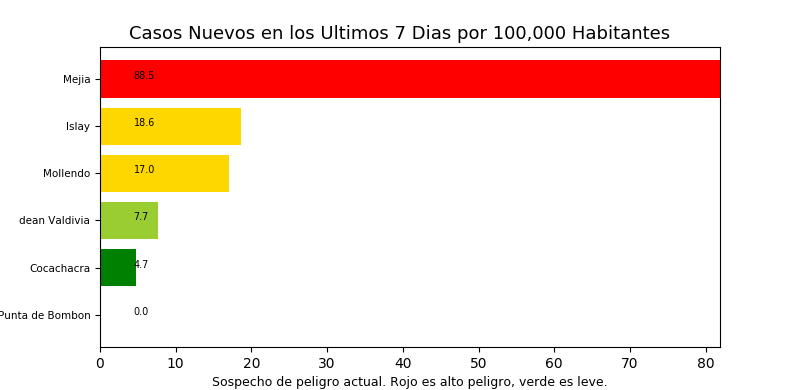 Casos Nuevos en los Ultimos 7 Dias por 100,000 Habitantes
Mejia 88.5
Islay 18.6
Mollendo 17.0
dean Valdivia 7.7
Cocachacra 4.7
Punta de Bombon 0.0
0 10 20 30 40 50 60 70 80
Sospecho de peligro actual. Rojo es alto peligro, verde es leve.